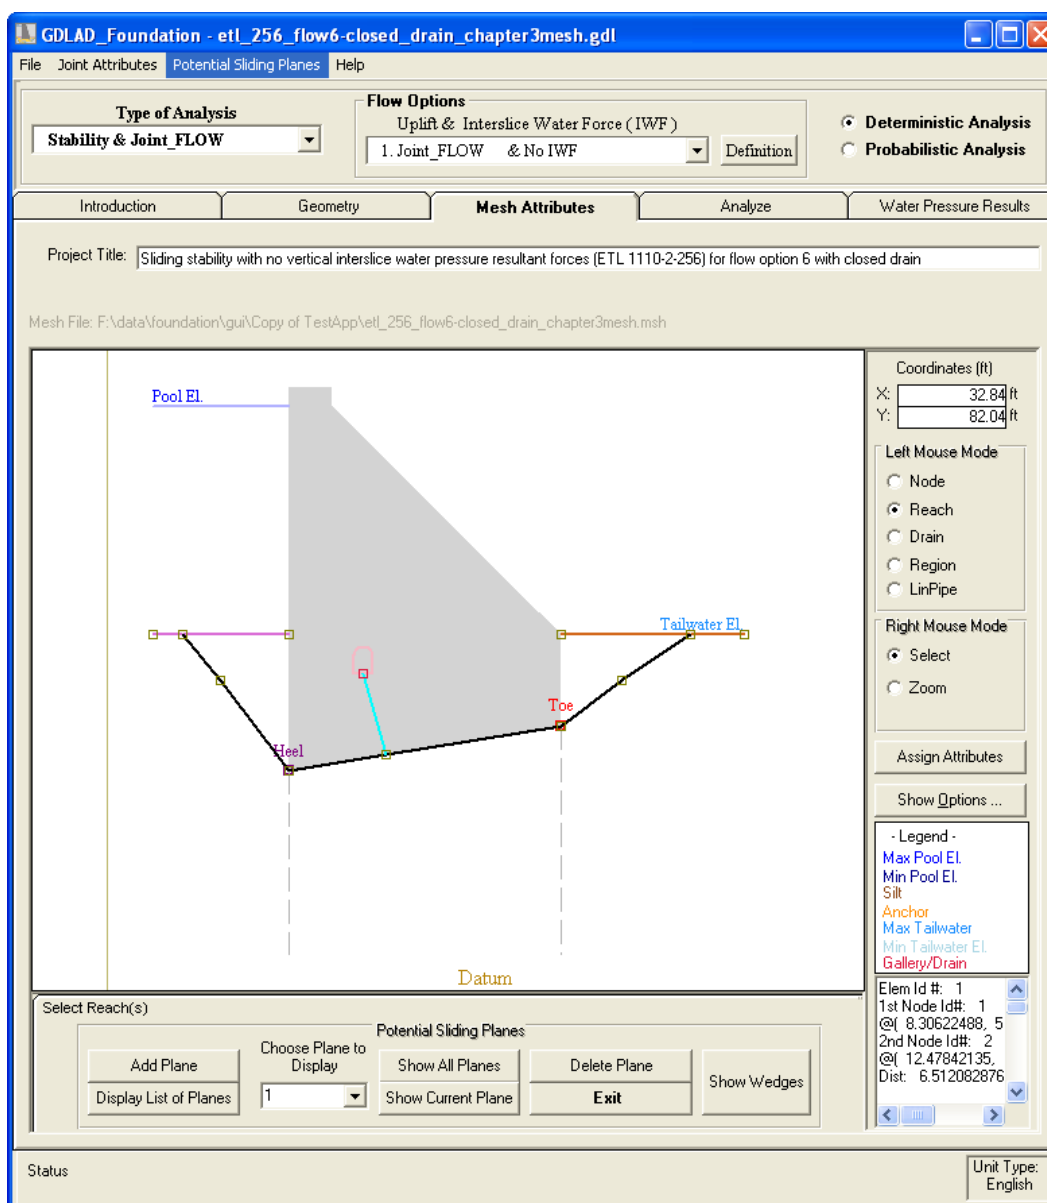 GDLAD_Foundation - etl_256_flow6-closed_drain_chapter3mesh.gdl
File Joint Attributes Potential Sliding Planes Help
Type of Analysis
Stability & Joint_FLOW
Flow Options
Uplift & Interslice Water Force ( IWF )
1. Joint_FLOW & No IWF
Definition
Deterministic Analysis
Probabilistic Analysis
Introduction Geometry Mesh Attributes Analyze Water Pressure Results
Project Title: Sliding stability with no vertical interslice water pressure resultant forces (ETL 1110-2-256) for flow option 6 with closed drain
Mesh File: F:\data\foundation\gui\Copy of TestApp\etl_256_flow6-closed_drain_chapter3mesh.msh
Pool El.
Tailwater El.
Toe
Heel
Datum
Coordinates (ft)
X: 32.84 ft
Y: 82.04 ft
Left Mouse Mode
Node
Reach
Drain
Region
LinPipe
Right Mouse Mode
Select
Zoom
Assign Attributes
Show Options ...
- Legend -
Max Pool El.
Min Pool El.
Silt
Anchor
Max Tailwater
Min Tailwater El.
Gallery/Drain
Elem Id #: 1
1st Node Id#: 1
@( 8.30622488, 5
2nd Node Id#: 2
@( 12.47842135,
Dist: 6.512082876
Select Reach(s)
Potential Sliding Planes
Add Plane
Display List of Planes
Choose Plane to
Display
1
Show All Planes
Show Current Plane
Delete Plane
Exit
Show Wedges
Status
Unit Type:
English